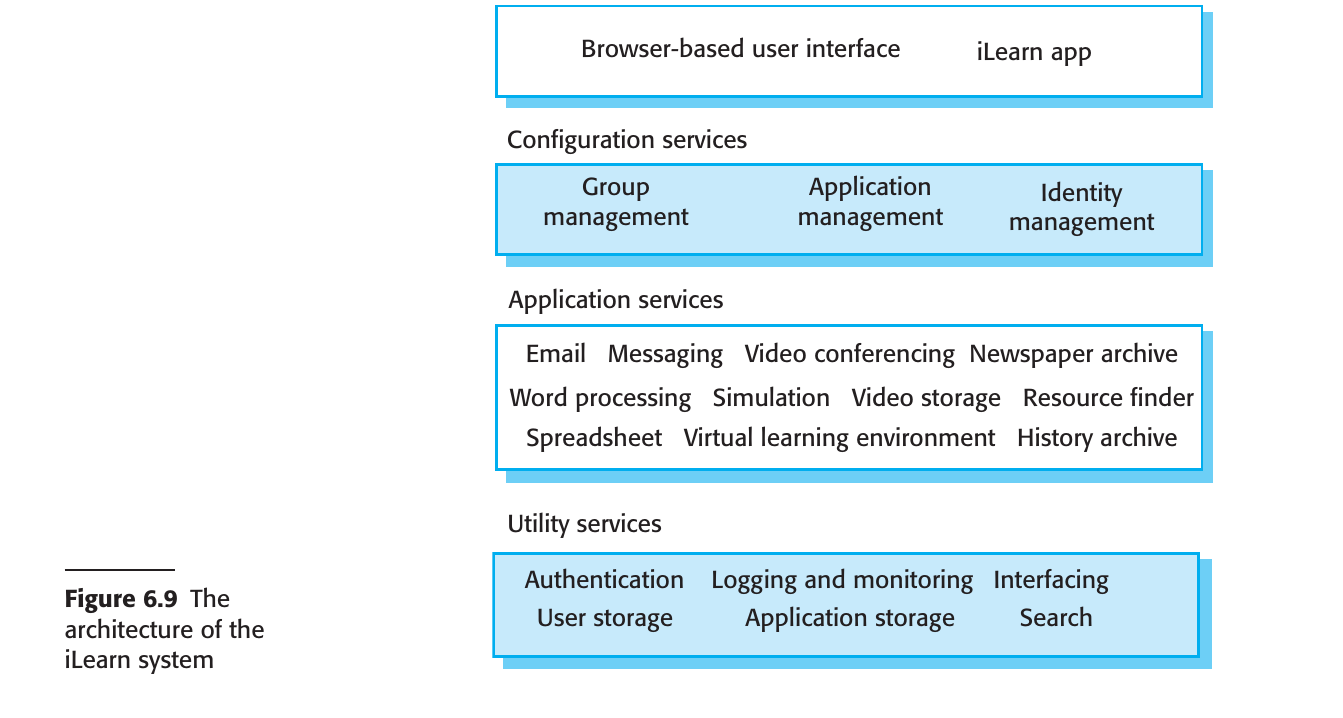 Browser-based user interface iLearn app
Configuration services
Group management
Application management
Identity management
Application services
Email Messaging Video conferencing Newspaper archive
Word processing Simulation Video storage Resource finder
Spreadsheet Virtual learning environment History archive
Utility services
Authentication Logging and monitoring Interfacing
User storage Application storage Search
Figure 6.9 The
architecture of the
iLearn system